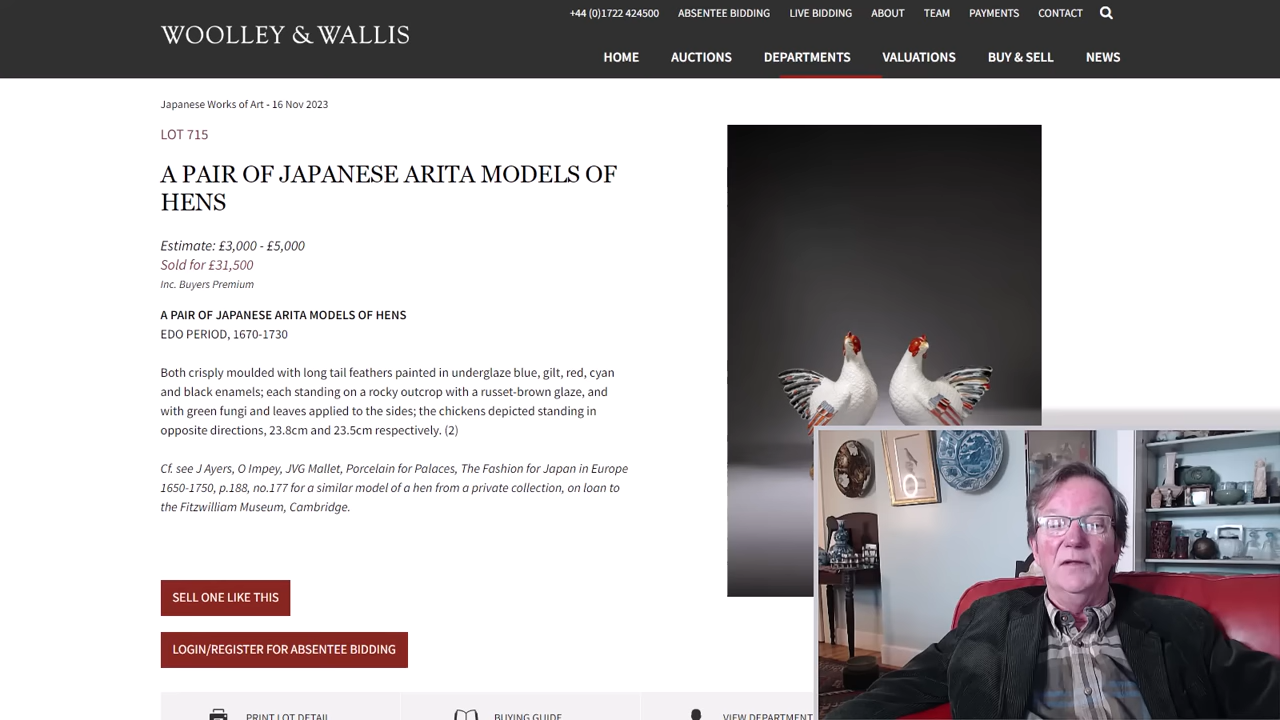 +44 (0)1722 424500 ABSENTEE BIDDING LIVE BIDDING ABOUT TEAM PAYMENTS CONTACT
WOOLLEY & WALLIS
HOME AUCTIONS DEPARTMENTS VALUATIONS BUY & SELL NEWS
Japanese Works of Art - 16 Nov 2023
LOT 715
A PAIR OF JAPANESE ARITA MODELS OF
HENS
Estimate: £3,000 - £5,000
Sold for £31,500
Inc. Buyers Premium
A PAIR OF JAPANESE ARITA MODELS OF HENS
EDO PERIOD, 1670-1730
Both crisply moulded with long tail feathers painted in underglaze blue, gilt, red, cyan
and black enamels; each standing on a rocky outcrop with a russet-brown glaze, and
with green fungi and leaves applied to the sides; the chickens depicted standing in
opposite directions, 23.8cm and 23.5cm respectively. (2)
Cf. see J Ayers, O Impey, JVG Mallet, Porcelain for Palaces, The Fashion for Japan in Europe
1650-1750, p.188, no.177 for a similar model of a hen from a private collection, on loan to
the Fitzwilliam Museum, Cambridge.
SELL ONE LIKE THIS
LOGIN/REGISTER FOR ABSENTEE BIDDING
PRINT LOT DETAIL BUYING GUIDE VIEW DEPARTMENT